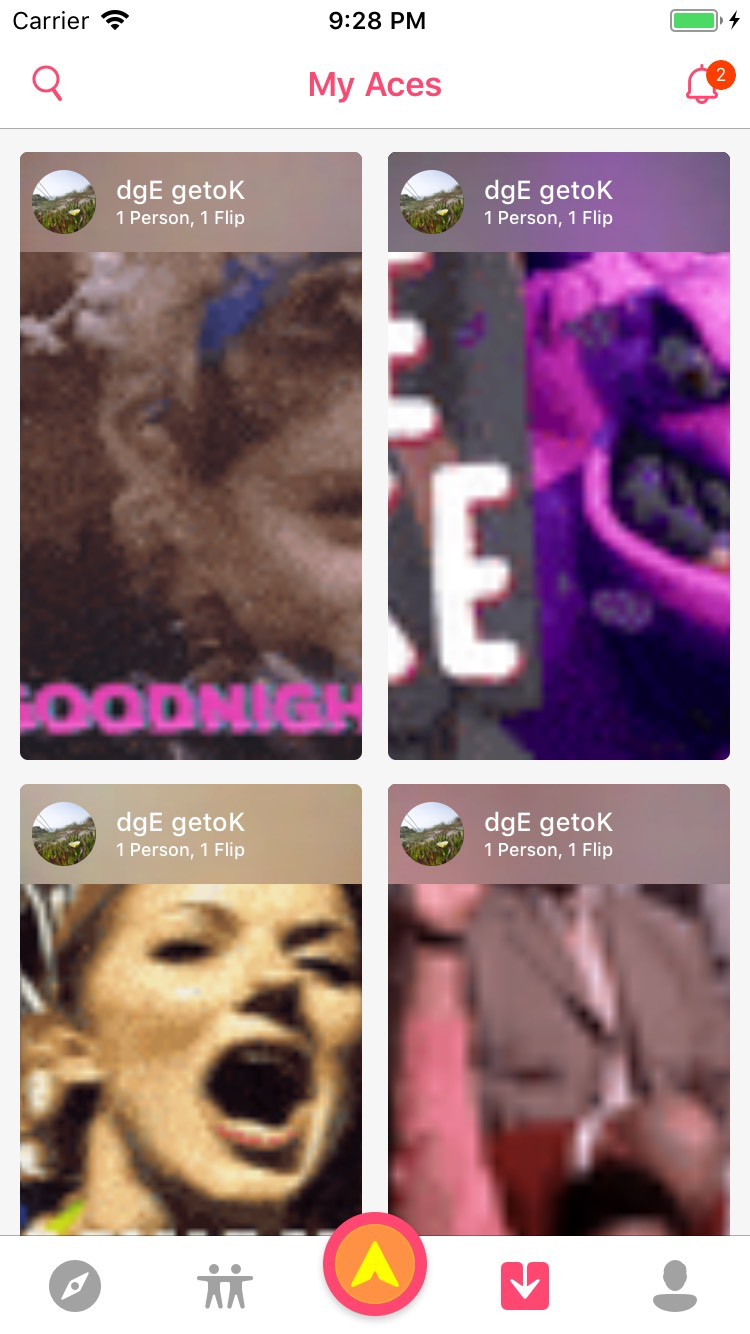 Carrier 9:28 PM
My Aces
2
dgE getoK
1 Person, 1 Flip
dgE getoK
1 Person, 1 Flip
E
E
GOODNIGH
dgE getoK
1 Person, 1 Flip
dgE getoK
1 Person, 1 Flip